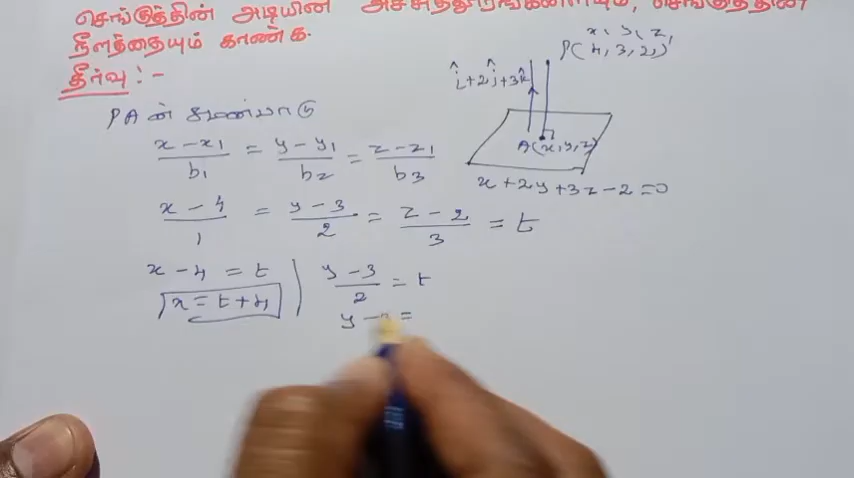 செங்குத்தின் அடியின் அச்சுத்தூரங்களையும், செங்குத்தின்
நீளத்தையும் காண்க.
தீர்வு :-
x₁ y₁ z₁
P(4,3,2)
î+2ĵ+3k̂
A(x,y,z)
x+2y+3z-2=0
PA ன் சமன்பாடு
(x-x₁)/b₁ = (y-y₁)/b₂ = (z-z₁)/b₃
(x-4)/1 = (y-3)/2 = (z-2)/3 = t
x-4 = t | (y-3)/2 = t
x = t+4
y - =